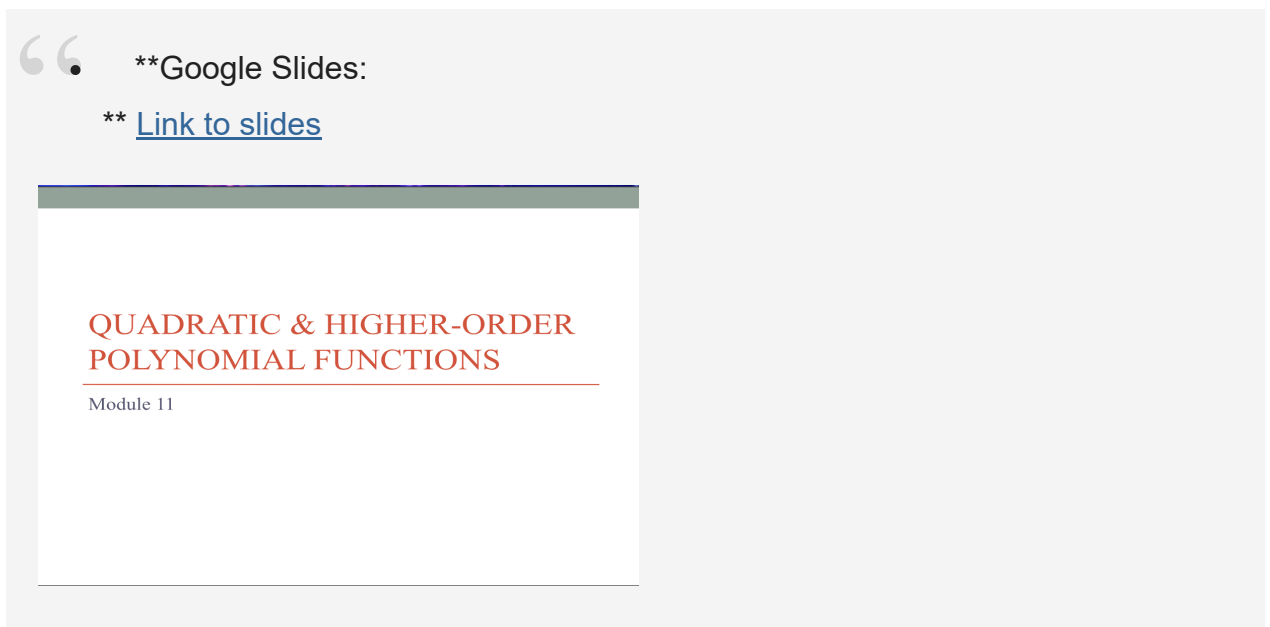 “
• **Google Slides:
** Link to slides
QUADRATIC & HIGHER-ORDER
POLYNOMIAL FUNCTIONS
Module 11